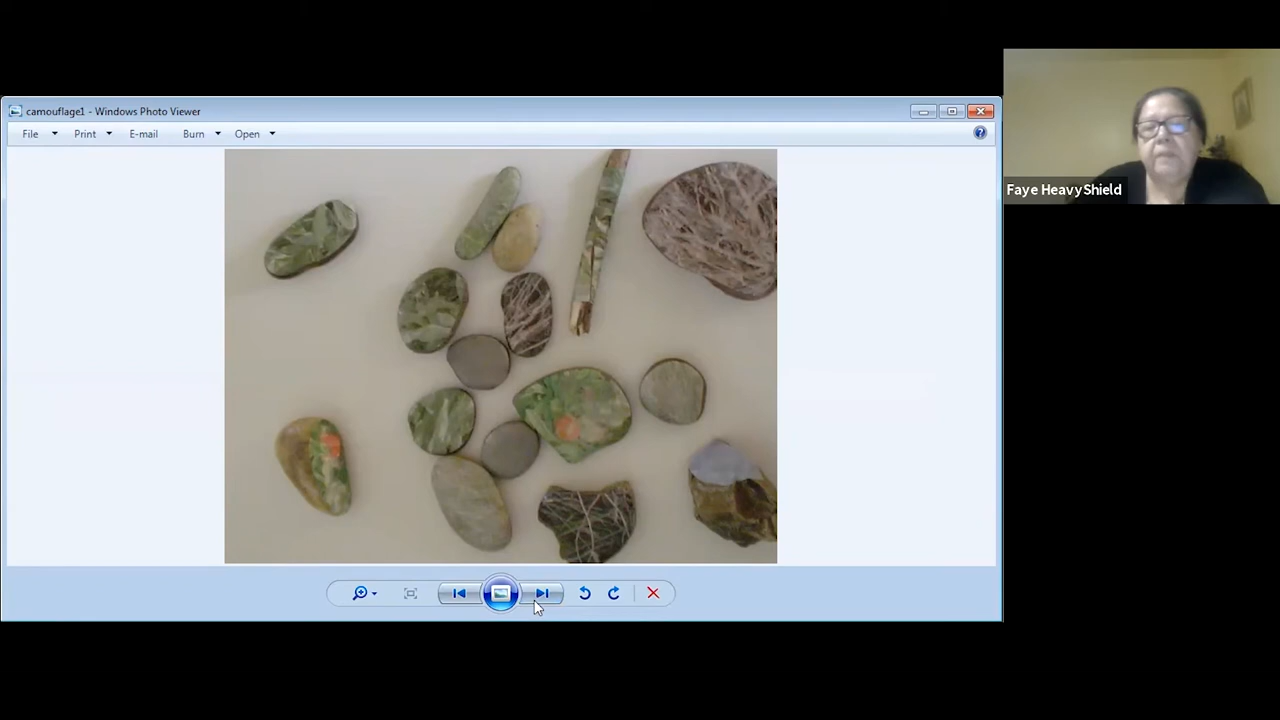 camouflage1 - Windows Photo Viewer
File Print E-mail Burn Open
Faye HeavyShield